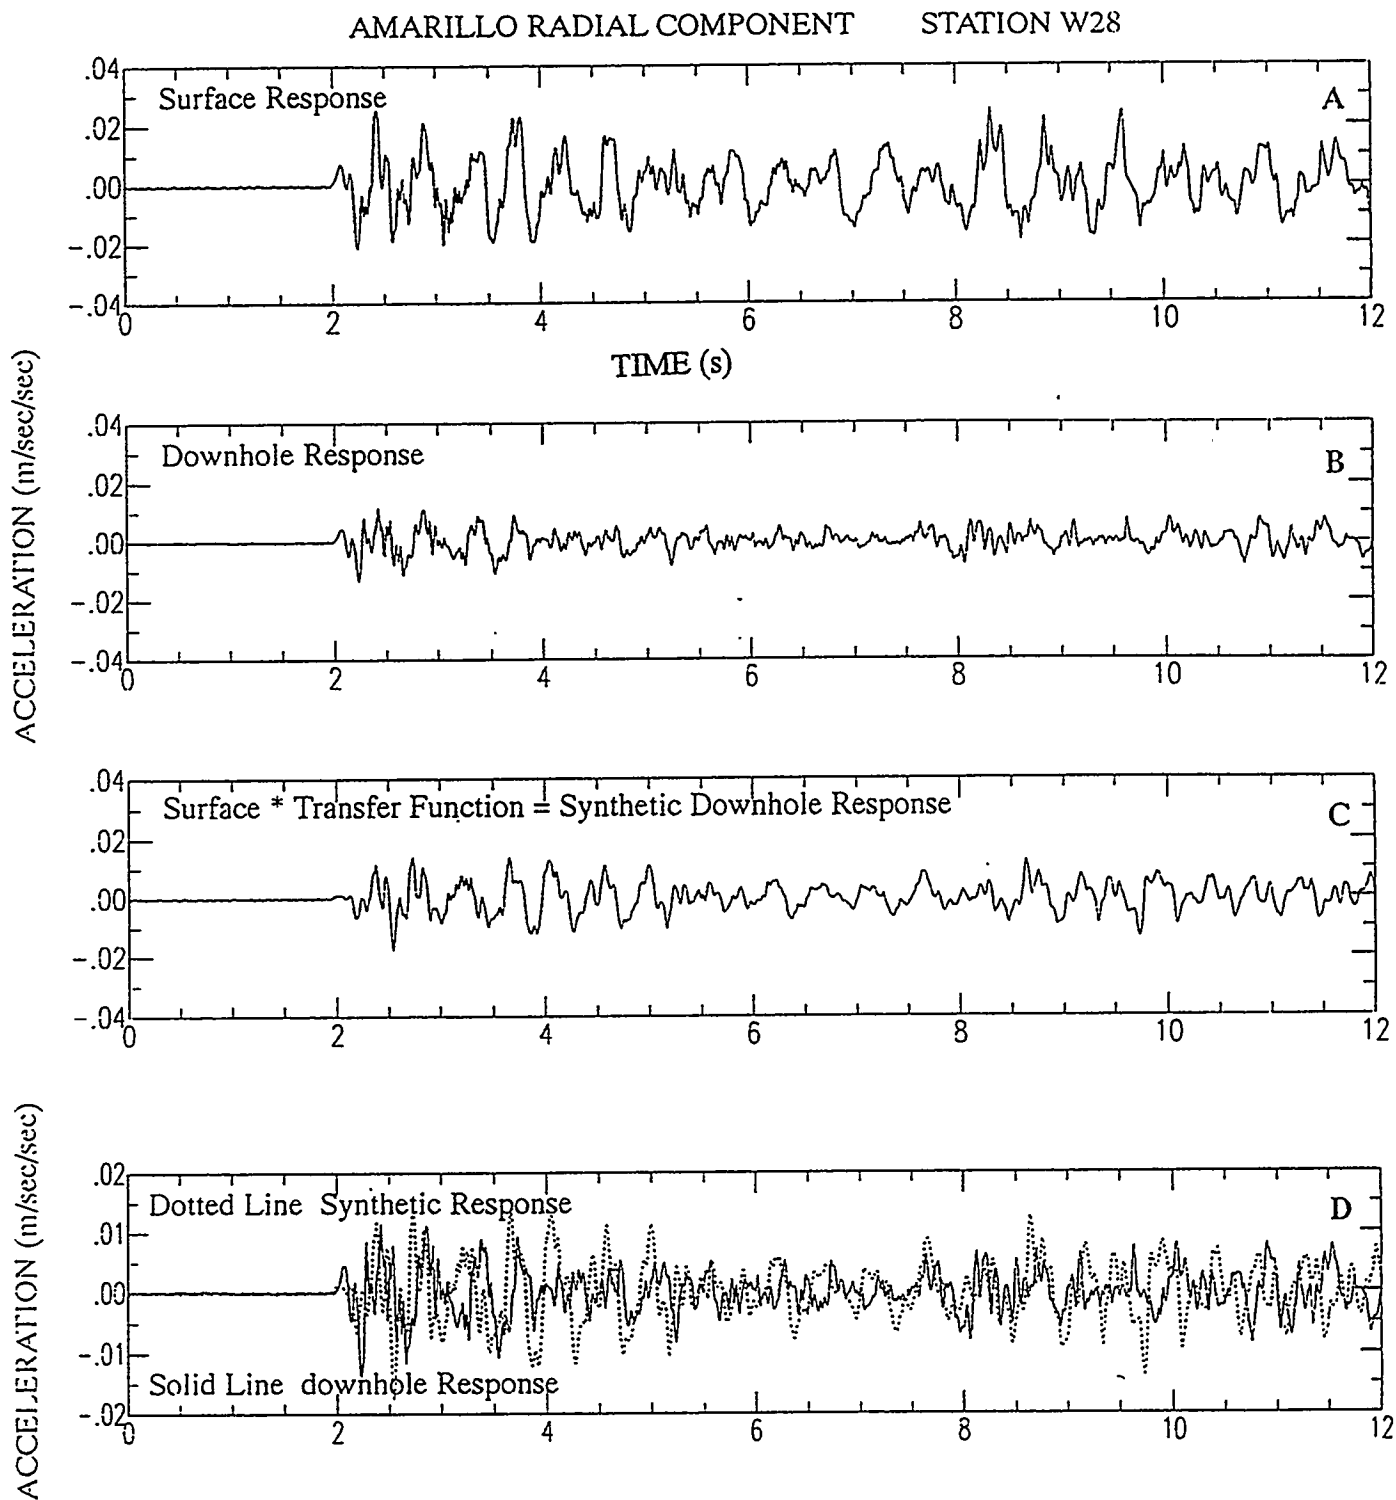 AMARILLO RADIAL COMPONENT STATION W28
.04
Surface Response A
.02
.00
-.02
-.04
0 2 4 6 8 10 12
TIME (s)
ACCELERATION (m/sec/sec)
.04
Downhole Response B
.02
.00
-.02
-.04
0 2 4 6 8 10 12
.04
Surface * Transfer Function = Synthetic Downhole Response C
.02
.00
-.02
-.04
0 2 4 6 8 10 12
ACCELERATION (m/sec/sec)
.02
Dotted Line Synthetic Response D
.01
.00
-.01
Solid Line downhole Response
-.02
0 2 4 6 8 10 12